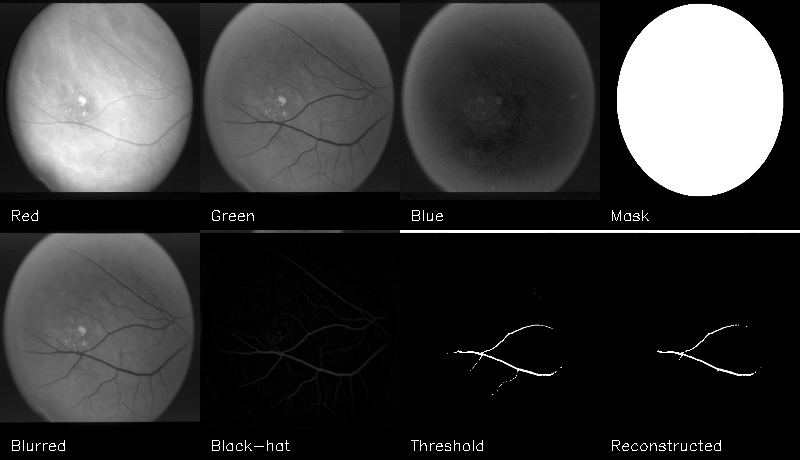 Red
Green
Blue
Mask
Blurred
Black-hat
Threshold
Reconstructed